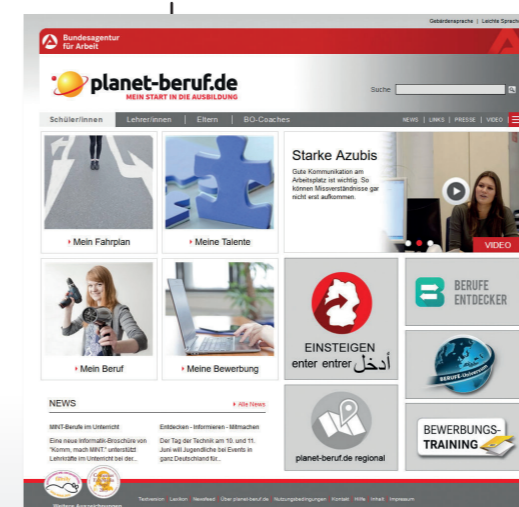 Gebärdensprache | Leichte Sprache
Bundesagentur
für Arbeit
planet-beruf.de
MEIN START IN DIE AUSBILDUNG
Suche
Schüler/innen | Lehrer/innen | Eltern | BO-Coaches
NEWS | LINKS | PRESSE | VIDEO
Starke Azubis
Gute Kommunikation am
Arbeitsplatz ist wichtig. So
können Missverständnisse gar
nicht erst aufkommen.
VIDEO
Mein Fahrplan
Meine Talente
EINSTEIGEN
enter entrer أدخل
BERUFE
ENTDECKER
BERUFE-Universum
Mein Beruf
Meine Bewerbung
NEWS
Alle News
MINT-Berufe im Unterricht
Eine neue Informatik-Broschüre von
"Komm, mach MINT." unterstützt
Lehrkräfte im Unterricht bei der...
Entdecken - Informieren - Mitmachen
Der Tag der Technik am 10. und 11.
Juni will Jugendliche bei Events in
ganz Deutschland für...
planet-beruf.de regional
BEWERBUNGS-
TRAINING
Textversion Lexikon Newsfeed Über planet-beruf.de Nutzungsbedingungen Kontakt Hilfe Inhalt Impressum
Weitere Auszeichnungen